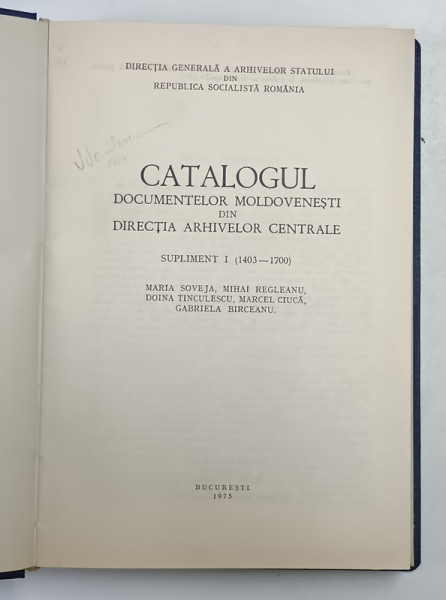 DIRECȚIA GENERALĂ A ARHIVELOR STATULUI
DIN
REPUBLICA SOCIALISTĂ ROMÂNIA
CATALOGUL
DOCUMENTELOR MOLDOVENEȘTI
DIN
DIRECȚIA ARHIVELOR CENTRALE
SUPLIMENT I (1403—1700)
MARIA SOVEJA, MIHAI REGLEANU,
DOINA TINCULESCU, MARCEL CIUCĂ,
GABRIELA BIRCEANU.
BUCUREȘTI
1975